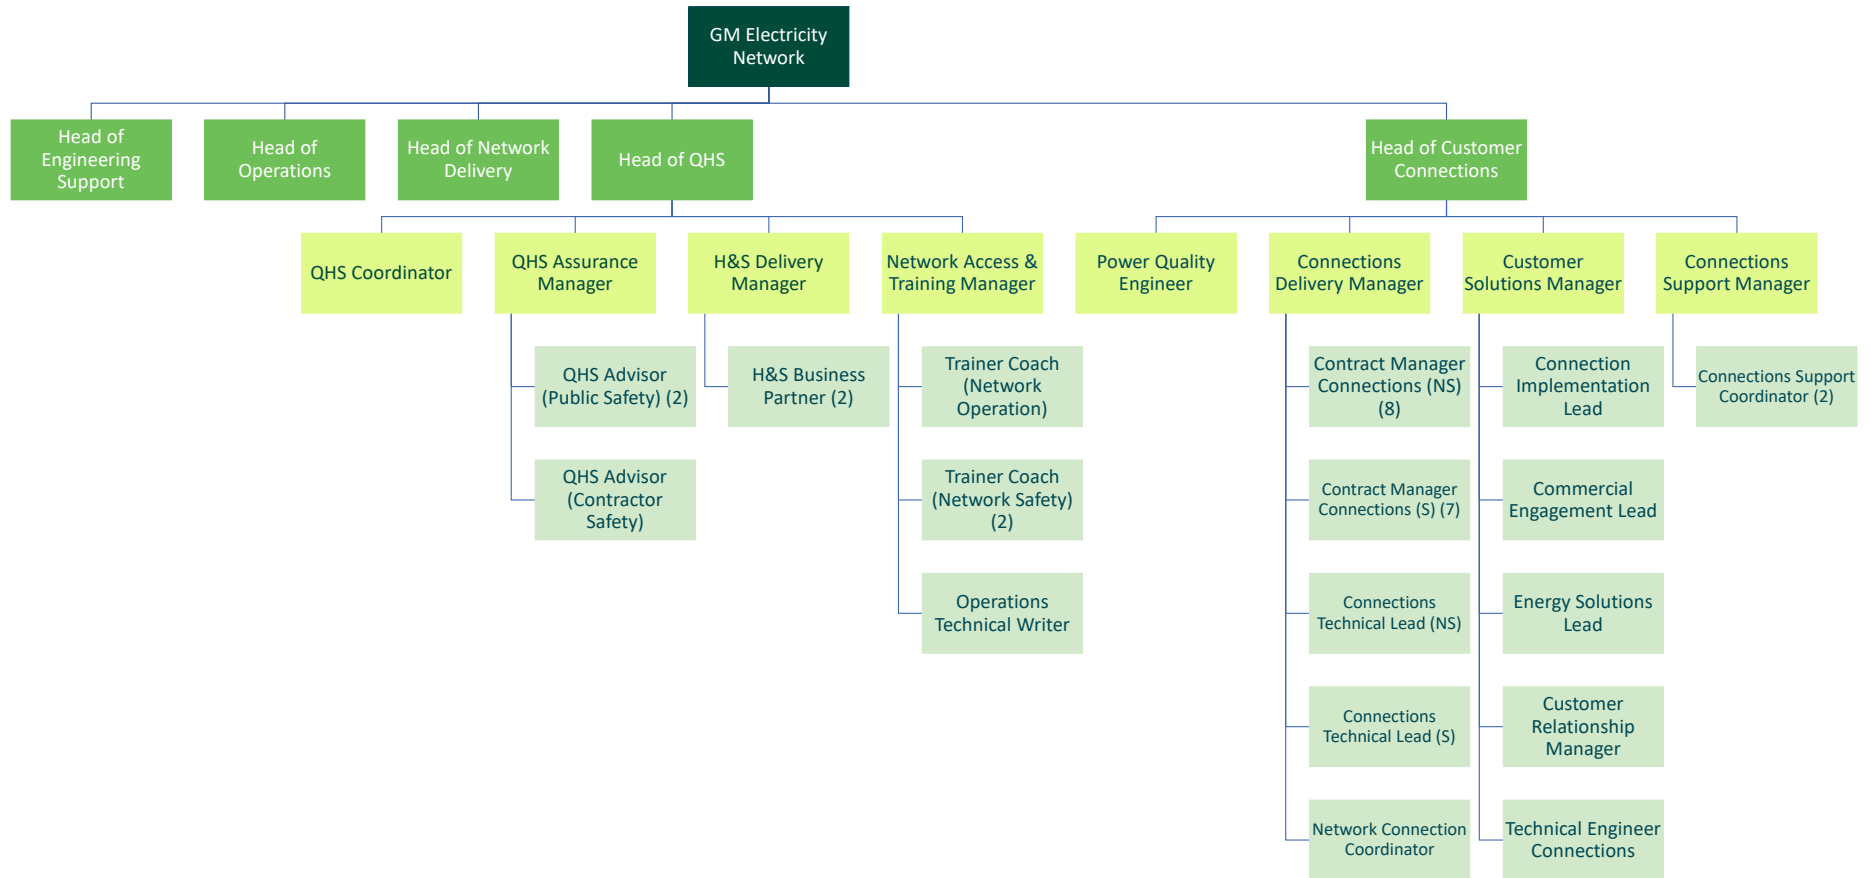 GM Electricity
Network
Head of
Engineering
Support
Head of
Operations
Head of Network
Delivery
Head of QHS
Head of Customer
Connections
QHS Coordinator
QHS Assurance
Manager
H&S Delivery
Manager
Network Access &
Training Manager
Power Quality
Engineer
Connections
Delivery Manager
Customer
Solutions Manager
Connections
Support Manager
QHS Advisor
(Public Safety) (2)
QHS Advisor
(Contractor
Safety)
H&S Business
Partner (2)
Trainer Coach
(Network
Operation)
Trainer Coach
(Network Safety)
(2)
Operations
Technical Writer
Contract Manager
Connections (NS)
(8)
Contract Manager
Connections (S) (7)
Connections
Technical Lead (NS)
Connections
Technical Lead (S)
Network Connection
Coordinator
Connection
Implementation
Lead
Commercial
Engagement Lead
Energy Solutions
Lead
Customer
Relationship
Manager
Technical Engineer
Connections
Connections Support
Coordinator (2)